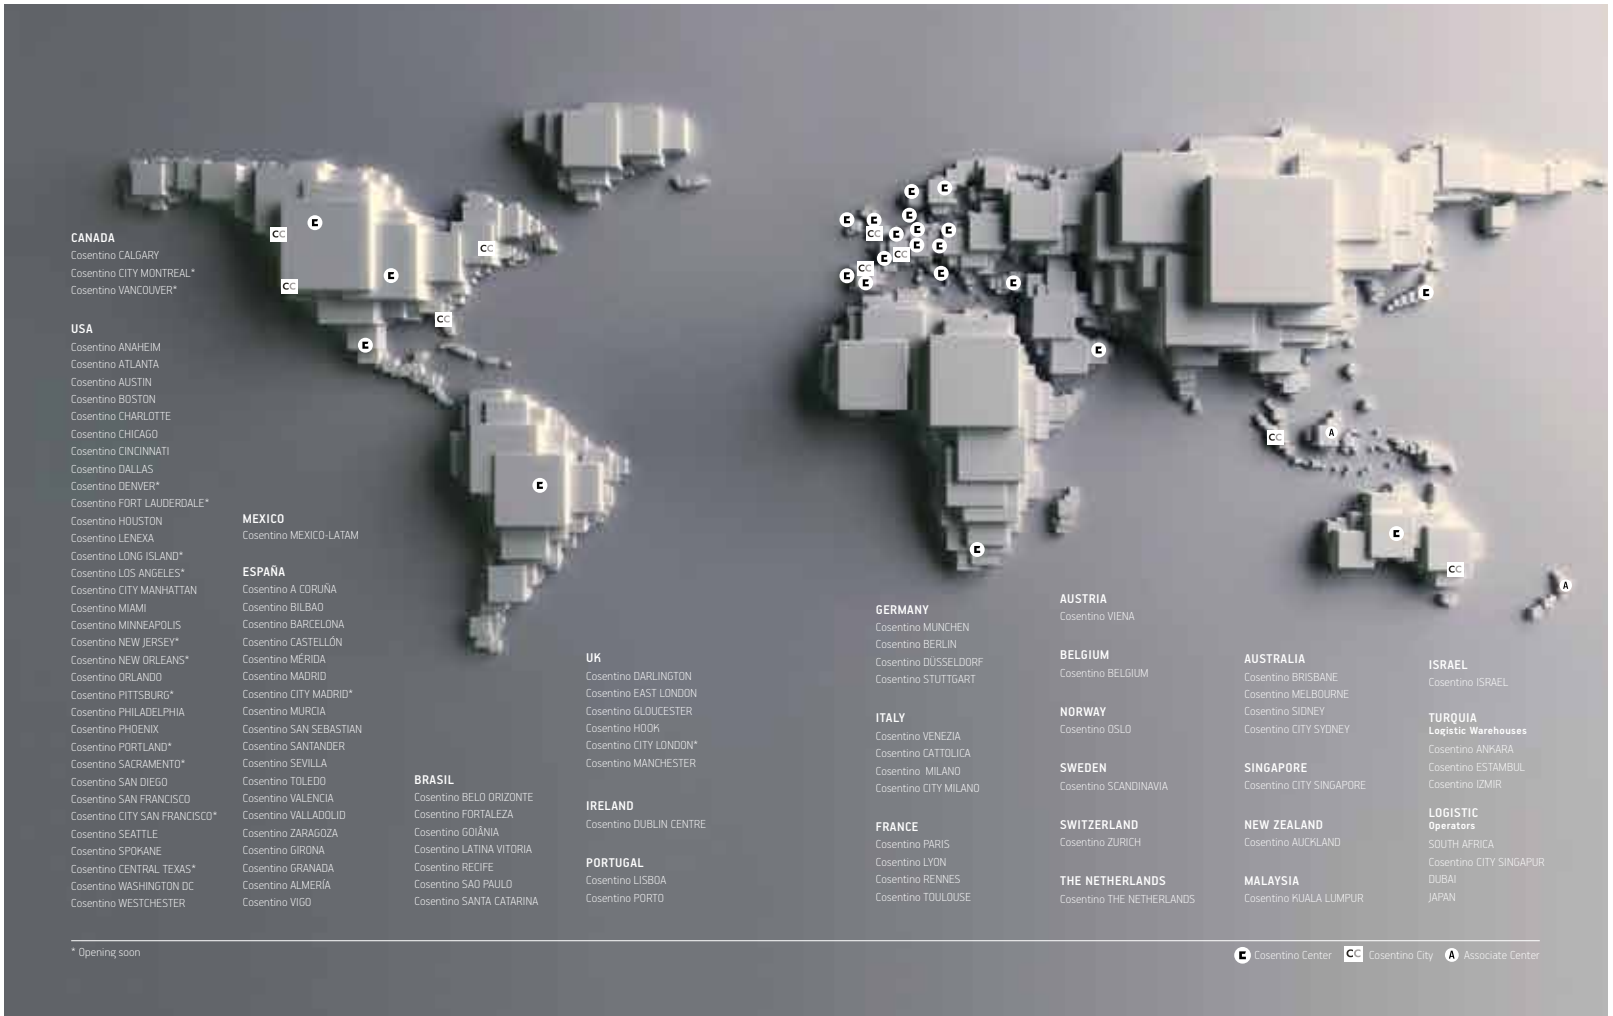 CANADA
Cosentino CALGARY
Cosentino CITY MONTREAL*
Cosentino VANCOUVER*
USA
Cosentino ANAHEIM
Cosentino ATLANTA
Cosentino AUSTIN
Cosentino BOSTON
Cosentino CHARLOTTE
Cosentino CHICAGO
Cosentino CINCINNATI
Cosentino DALLAS
Cosentino DENVER*
Cosentino FORT LAUDERDALE*
Cosentino HOUSTON
Cosentino LENEXA
Cosentino LONG ISLAND*
Cosentino LOS ANGELES*
Cosentino CITY MANHATTAN
Cosentino MIAMI
Cosentino MINNEAPOLIS
Cosentino NEW JERSEY*
Cosentino NEW ORLEANS*
Cosentino ORLANDO
Cosentino PITTSBURG*
Cosentino PHILADELPHIA
Cosentino PHOENIX
Cosentino PORTLAND*
Cosentino SACRAMENTO*
Cosentino SAN DIEGO
Cosentino SAN FRANCISCO
Cosentino CITY SAN FRANCISCO*
Cosentino SEATTLE
Cosentino SPOKANE
Cosentino CENTRAL TEXAS*
Cosentino WASHINGTON DC
Cosentino WESTCHESTER
MEXICO
Cosentino MEXICO-LATAM
ESPAÑA
Cosentino A CORUÑA
Cosentino BILBAO
Cosentino BARCELONA
Cosentino CASTELLÓN
Cosentino MÉRIDA
Cosentino MADRID
Cosentino CITY MADRID*
Cosentino MURCIA
Cosentino SAN SEBASTIAN
Cosentino SANTANDER
Cosentino SEVILLA
Cosentino TOLEDO
Cosentino VALENCIA
Cosentino VALLADOLID
Cosentino ZARAGOZA
Cosentino GIRONA
Cosentino GRANADA
Cosentino ALMERÍA
Cosentino VIGO
BRASIL
Cosentino BELO ORIZONTE
Cosentino FORTALEZA
Cosentino GOIÂNIA
Cosentino LATINA VITORIA
Cosentino RECIFE
Cosentino SAO PAULO
Cosentino SANTA CATARINA
UK
Cosentino DARLINGTON
Cosentino EAST LONDON
Cosentino GLOUCESTER
Cosentino HOOK
Cosentino CITY LONDON*
Cosentino MANCHESTER
IRELAND
Cosentino DUBLIN CENTRE
PORTUGAL
Cosentino LISBOA
Cosentino PORTO
GERMANY
Cosentino MUNCHEN
Cosentino BERLIN
Cosentino DÜSSELDORF
Cosentino STUTTGART
ITALY
Cosentino VENEZIA
Cosentino CATTOLICA
Cosentino MILANO
Cosentino CITY MILANO
FRANCE
Cosentino PARIS
Cosentino LYON
Cosentino RENNES
Cosentino TOULOUSE
AUSTRIA
Cosentino VIENA
BELGIUM
Cosentino BELGIUM
NORWAY
Cosentino OSLO
SWEDEN
Cosentino SCANDINAVIA
SWITZERLAND
Cosentino ZURICH
THE NETHERLANDS
Cosentino THE NETHERLANDS
AUSTRALIA
Cosentino BRISBANE
Cosentino MELBOURNE
Cosentino SIDNEY
Cosentino CITY SYDNEY
SINGAPORE
Cosentino CITY SINGAPORE
NEW ZEALAND
Cosentino AUCKLAND
MALAYSIA
Cosentino KUALA LUMPUR
ISRAEL
Cosentino ISRAEL
TURQUIA
Logistic Warehouses
Cosentino ANKARA
Cosentino ESTAMBUL
Cosentino IZMIR
LOGISTIC
Operators
SOUTH AFRICA
Cosentino CITY SINGAPUR
DUBAI
JAPAN
CC
CC
CC
CC
CC
CC
CC
CC
CC
A
A
* Opening soon
C Cosentino Center CC Cosentino City A Associate Center